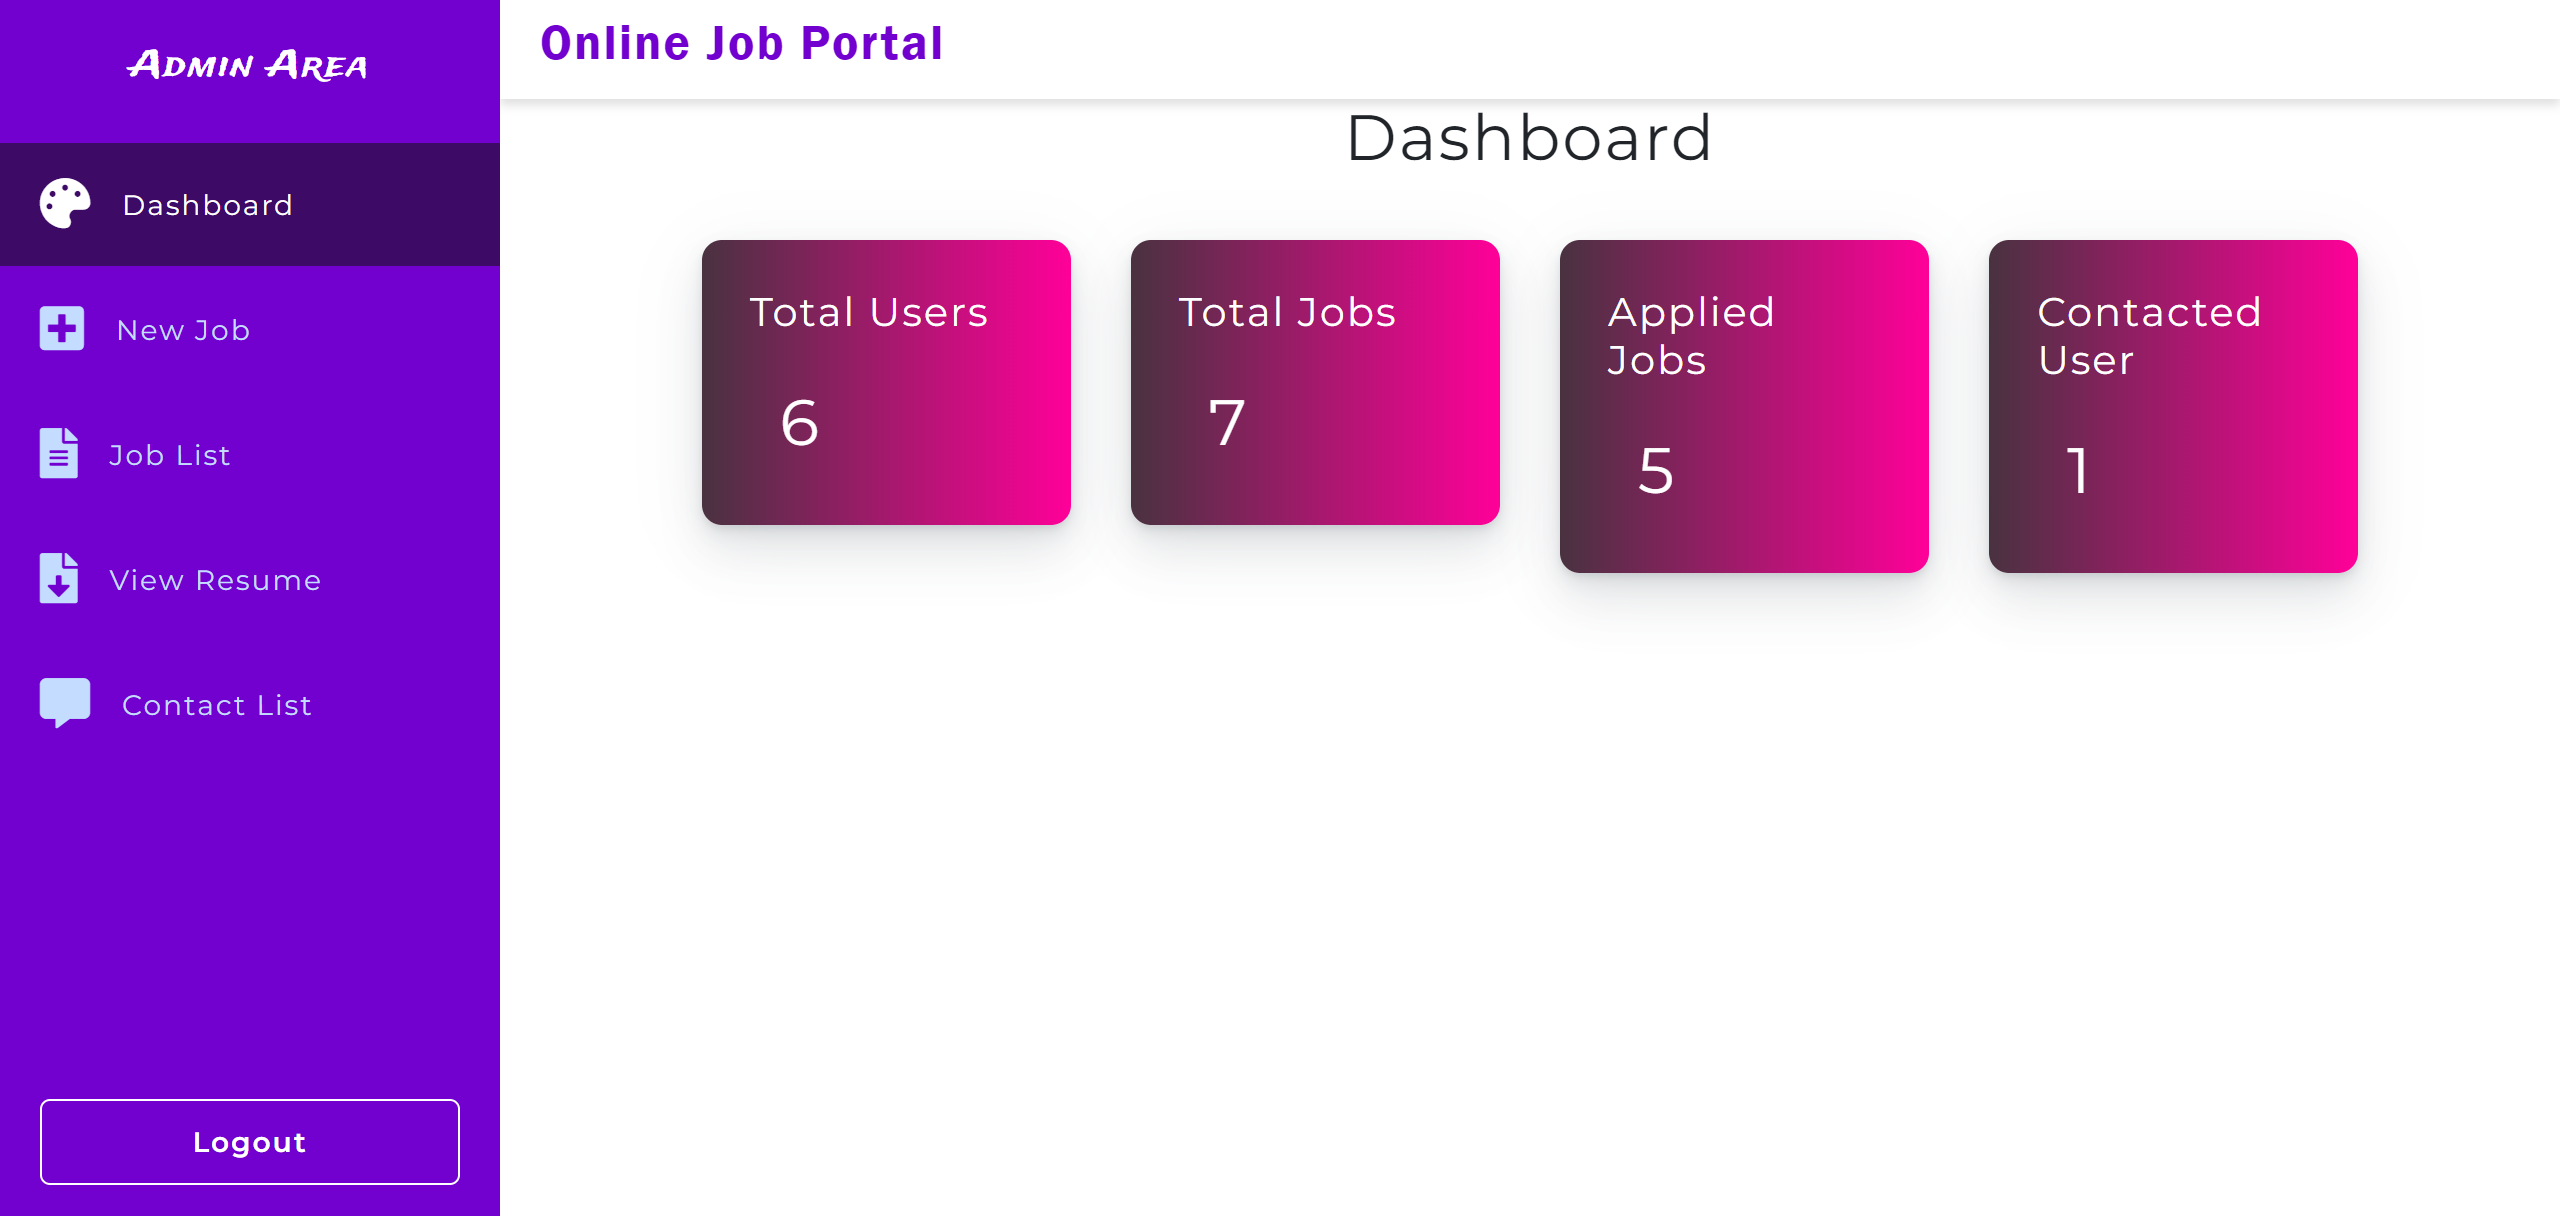 Admin Area
Dashboard
New Job
Job List
View Resume
Contact List
Logout
Online Job Portal
Dashboard
Total Users
6
Total Jobs
7
Applied
Jobs
5
Contacted
User
1